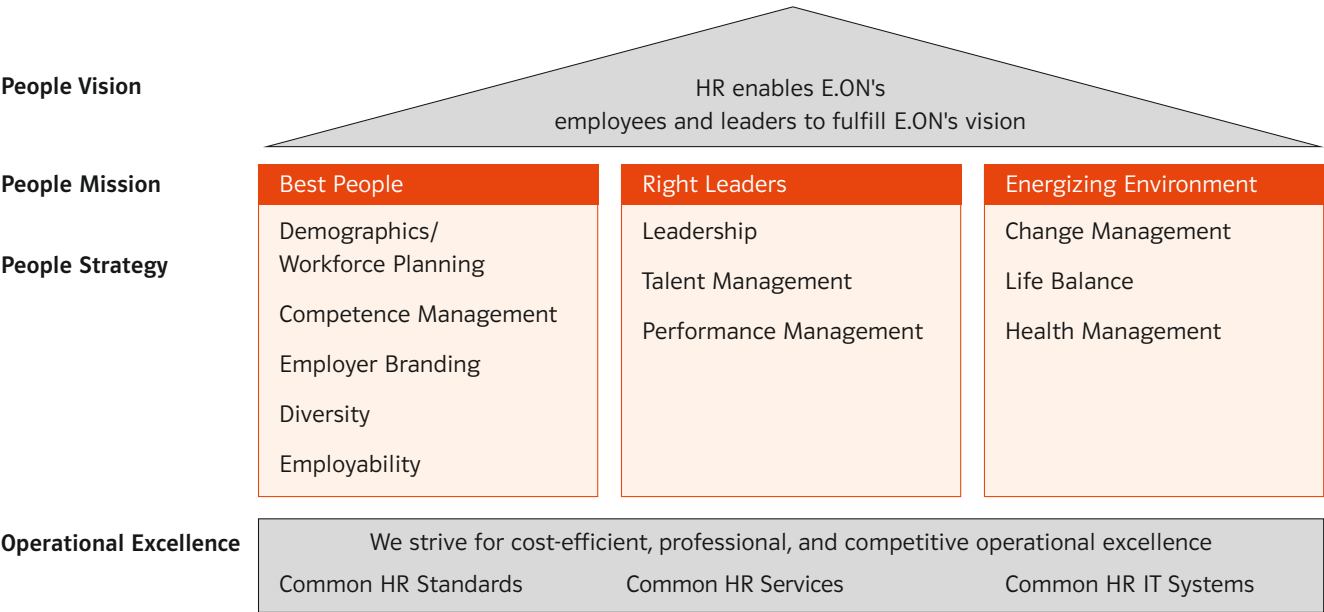 People Vision
HR enables E.ON's
employees and leaders to fulfill E.ON's vision
People Mission
Best People
Right Leaders
Energizing Environment
People Strategy
Demographics/
Workforce Planning
Competence Management
Employer Branding
Diversity
Employability
Leadership
Talent Management
Performance Management
Change Management
Life Balance
Health Management
Operational Excellence
We strive for cost-efficient, professional, and competitive operational excellence
Common HR Standards
Common HR Services
Common HR IT Systems